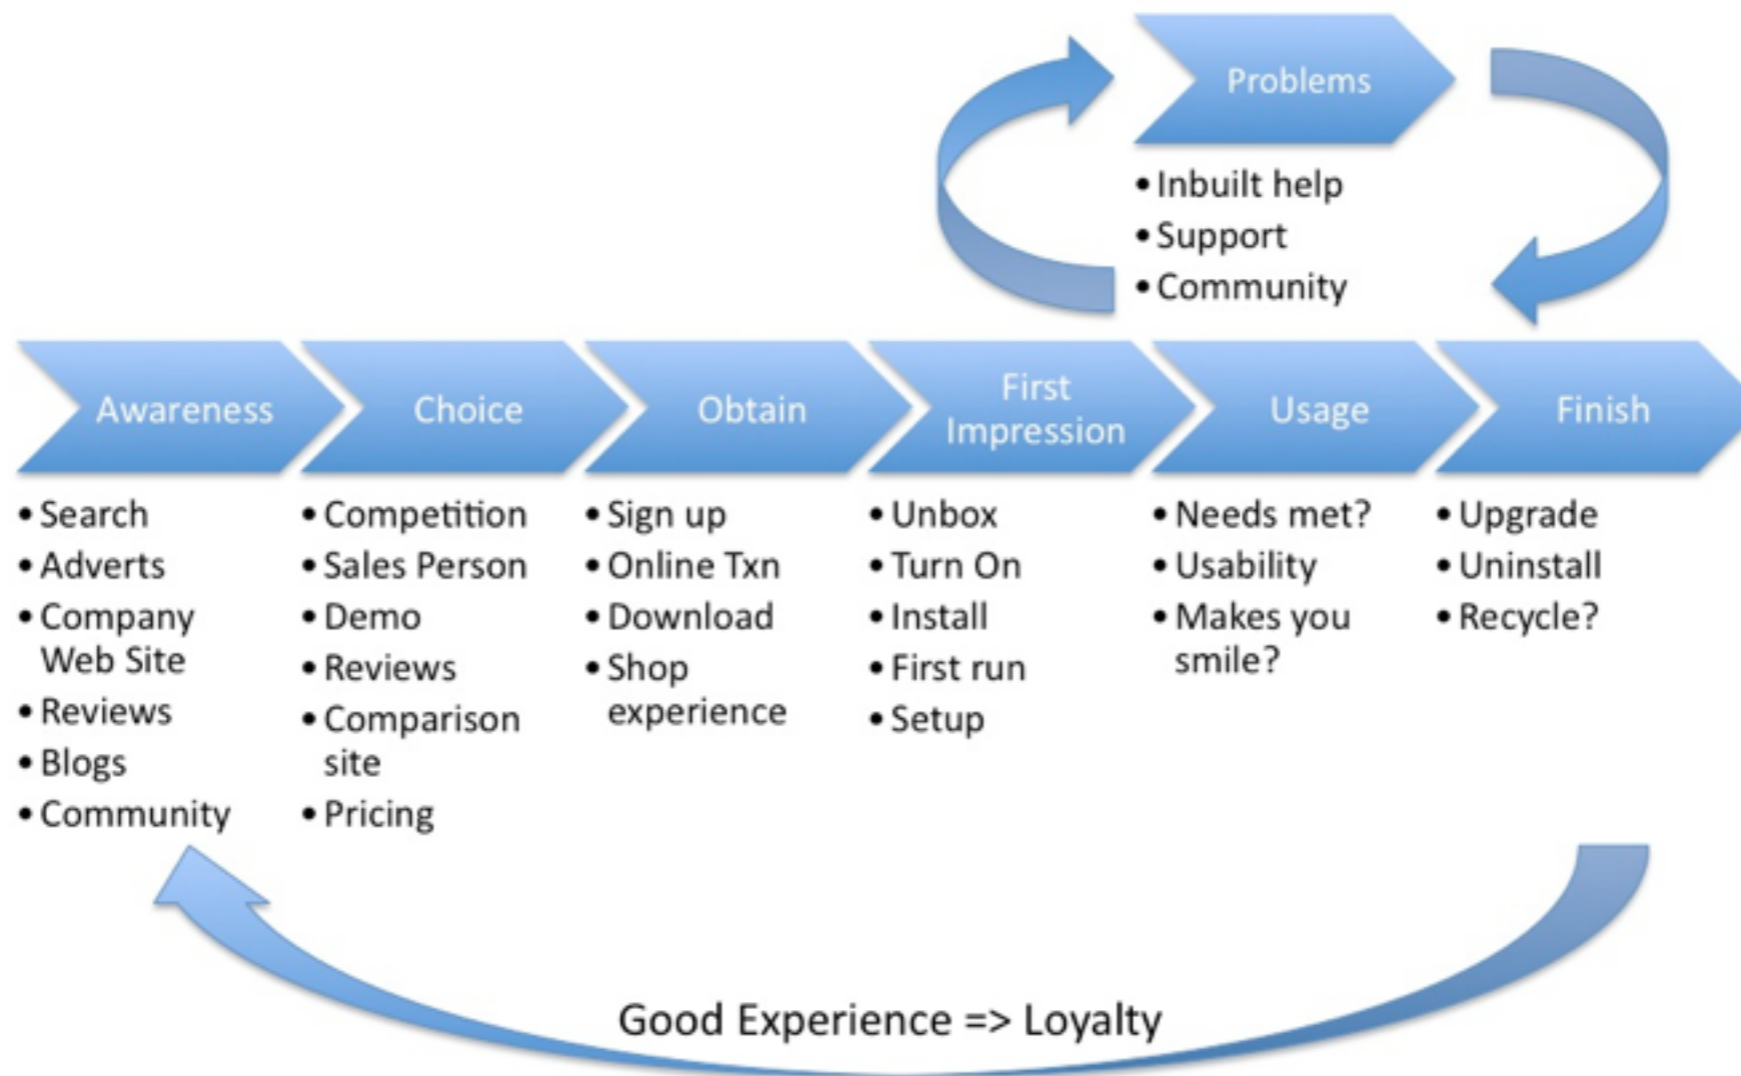 Problems
• Inbuilt help
• Support
• Community
Awareness
• Search
• Adverts
• Company
Web Site
• Reviews
• Blogs
• Community
Choice
• Competition
• Sales Person
• Demo
• Reviews
• Comparison
site
• Pricing
Obtain
• Sign up
• Online Txn
• Download
• Shop
experience
First
Impression
• Unbox
• Turn On
• Install
• First run
• Setup
Usage
• Needs met?
• Usability
• Makes you
smile?
Finish
• Upgrade
• Uninstall
• Recycle?
Good Experience => Loyalty